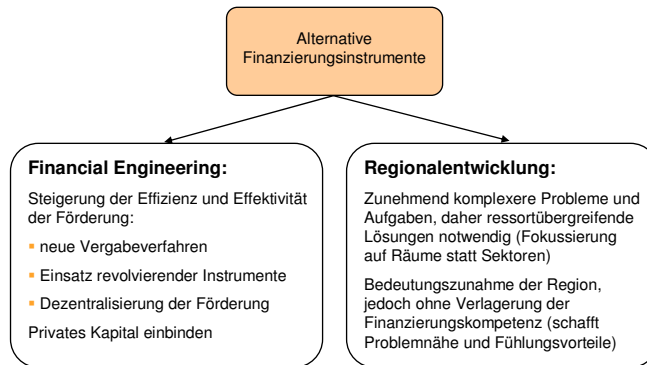 Alternative
Finanzierungsinstrumente
Financial Engineering:
Steigerung der Effizienz und Effektivität
der Förderung:
neue Vergabeverfahren
Einsatz revolvierender Instrumente
Dezentralisierung der Förderung
Privates Kapital einbinden
Regionalentwicklung:
Zunehmend komplexere Probleme und
Aufgaben, daher ressortübergreifende
Lösungen notwendig (Fokussierung
auf Räume statt Sektoren)
Bedeutungszunahme der Region,
jedoch ohne Verlagerung der
Finanzierungskompetenz (schafft
Problemnähe und Fühlungsvorteile)